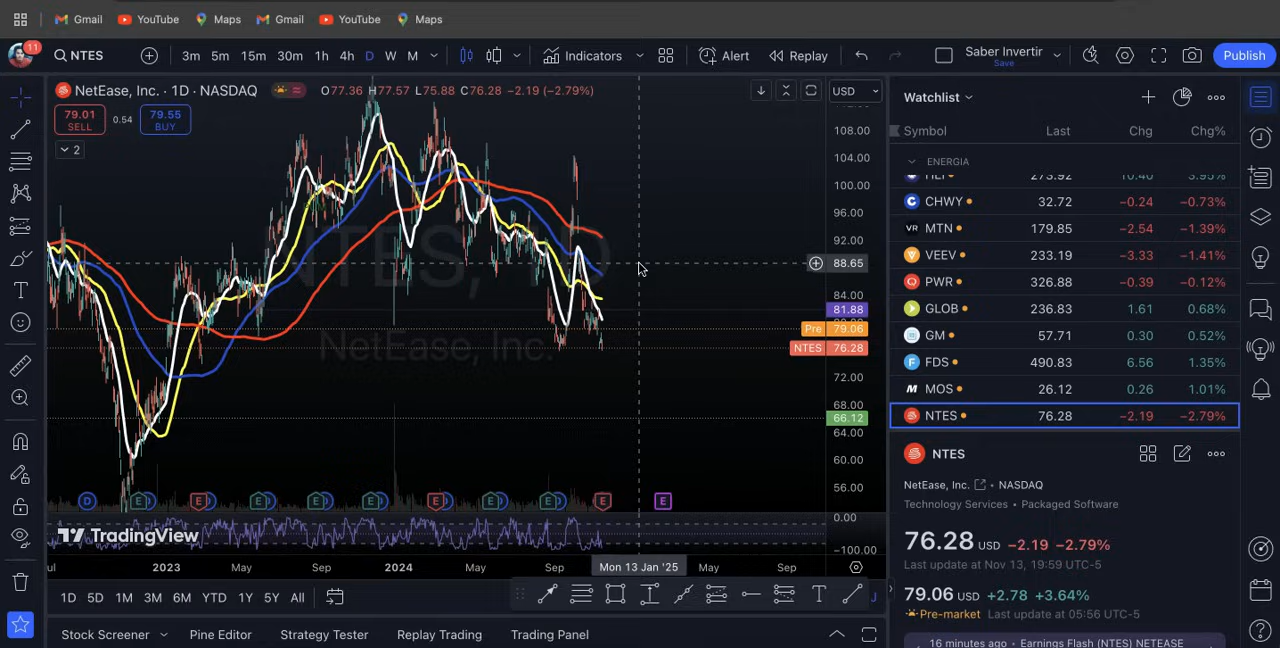 Gmail YouTube Maps Gmail YouTube Maps
11
NTES 3m 5m 15m 30m 1h 4h D W M Indicators Alert Replay Saber Invertir Save Publish
NetEase, Inc. · 1D · NASDAQ O77.36 H77.57 L75.88 C76.28 −2.19 (−2.79%) USD
79.01 SELL 0.54 79.55 BUY
2
108.00
104.00
100.00
96.00
92.00
88.65
84.00
81.88
Pre 79.06
NTES 76.28
72.00
68.00
66.12
64.00
60.00
56.00
0.00
−100.00
NTES, 1D
NetEase, Inc.
D E E E E E E E E E
TradingView
2023 May Sep 2024 May Sep Mon 13 Jan '25 May Sep
1D 5D 1M 3M 6M YTD 1Y 5Y All
Stock Screener Pine Editor Strategy Tester Replay Trading Trading Panel
Watchlist
Symbol Last Chg Chg%
ENERGIA
273.92 10.40 3.95%
CHWY 32.72 −0.24 −0.73%
MTN 179.85 −2.54 −1.39%
VEEV 233.19 −3.33 −1.41%
PWR 326.88 −0.39 −0.12%
GLOB 236.83 1.61 0.68%
GM 57.71 0.30 0.52%
FDS 490.83 6.56 1.35%
MOS 26.12 0.26 1.01%
NTES 76.28 −2.19 −2.79%
NTES
NetEase, Inc. • NASDAQ
Technology Services • Packaged Software
76.28 USD −2.19 −2.79%
Last update at Nov 13, 19:59 UTC-5
79.06 USD +2.78 +3.64%
Pre-market Last update at 05:56 UTC-5
16 minutes ago • Earnings Flash (NTES) NETEASE